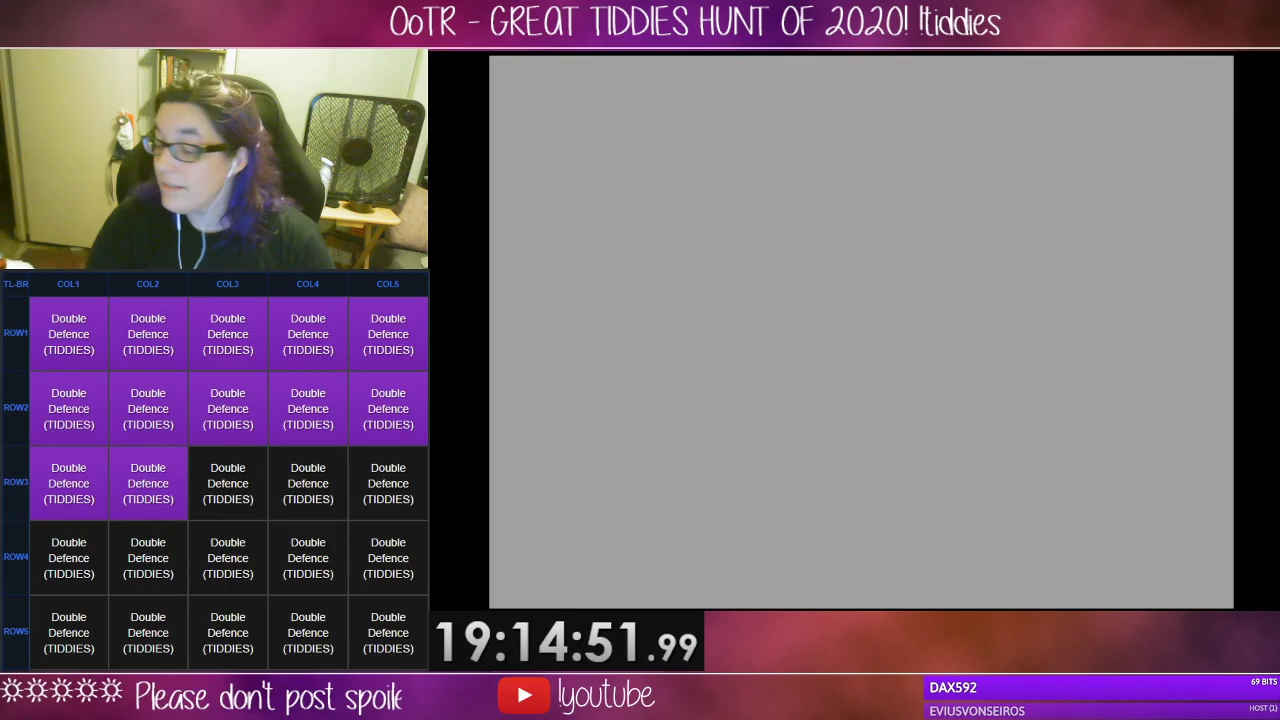 OoTR - GREAT TIDDIES HUNT OF 2020! !tiddies
TL-BR COL1 COL2 COL3 COL4 COL5
ROW1
Double Double Double Double Double
Defence Defence Defence Defence Defence
(TIDDIES) (TIDDIES) (TIDDIES) (TIDDIES) (TIDDIES)
ROW2
Double Double Double Double Double
Defence Defence Defence Defence Defence
(TIDDIES) (TIDDIES) (TIDDIES) (TIDDIES) (TIDDIES)
ROW3
Double Double Double Double Double
Defence Defence Defence Defence Defence
(TIDDIES) (TIDDIES) (TIDDIES) (TIDDIES) (TIDDIES)
ROW4
Double Double Double Double Double
Defence Defence Defence Defence Defence
(TIDDIES) (TIDDIES) (TIDDIES) (TIDDIES) (TIDDIES)
ROW5
Double Double Double Double Double
Defence Defence Defence Defence Defence
(TIDDIES) (TIDDIES) (TIDDIES) (TIDDIES) (TIDDIES)
19:14:51.99
Please don't post spoile
!youtube
DAX592 69 BITS
EVIUSVONSEIROS HOST (1)